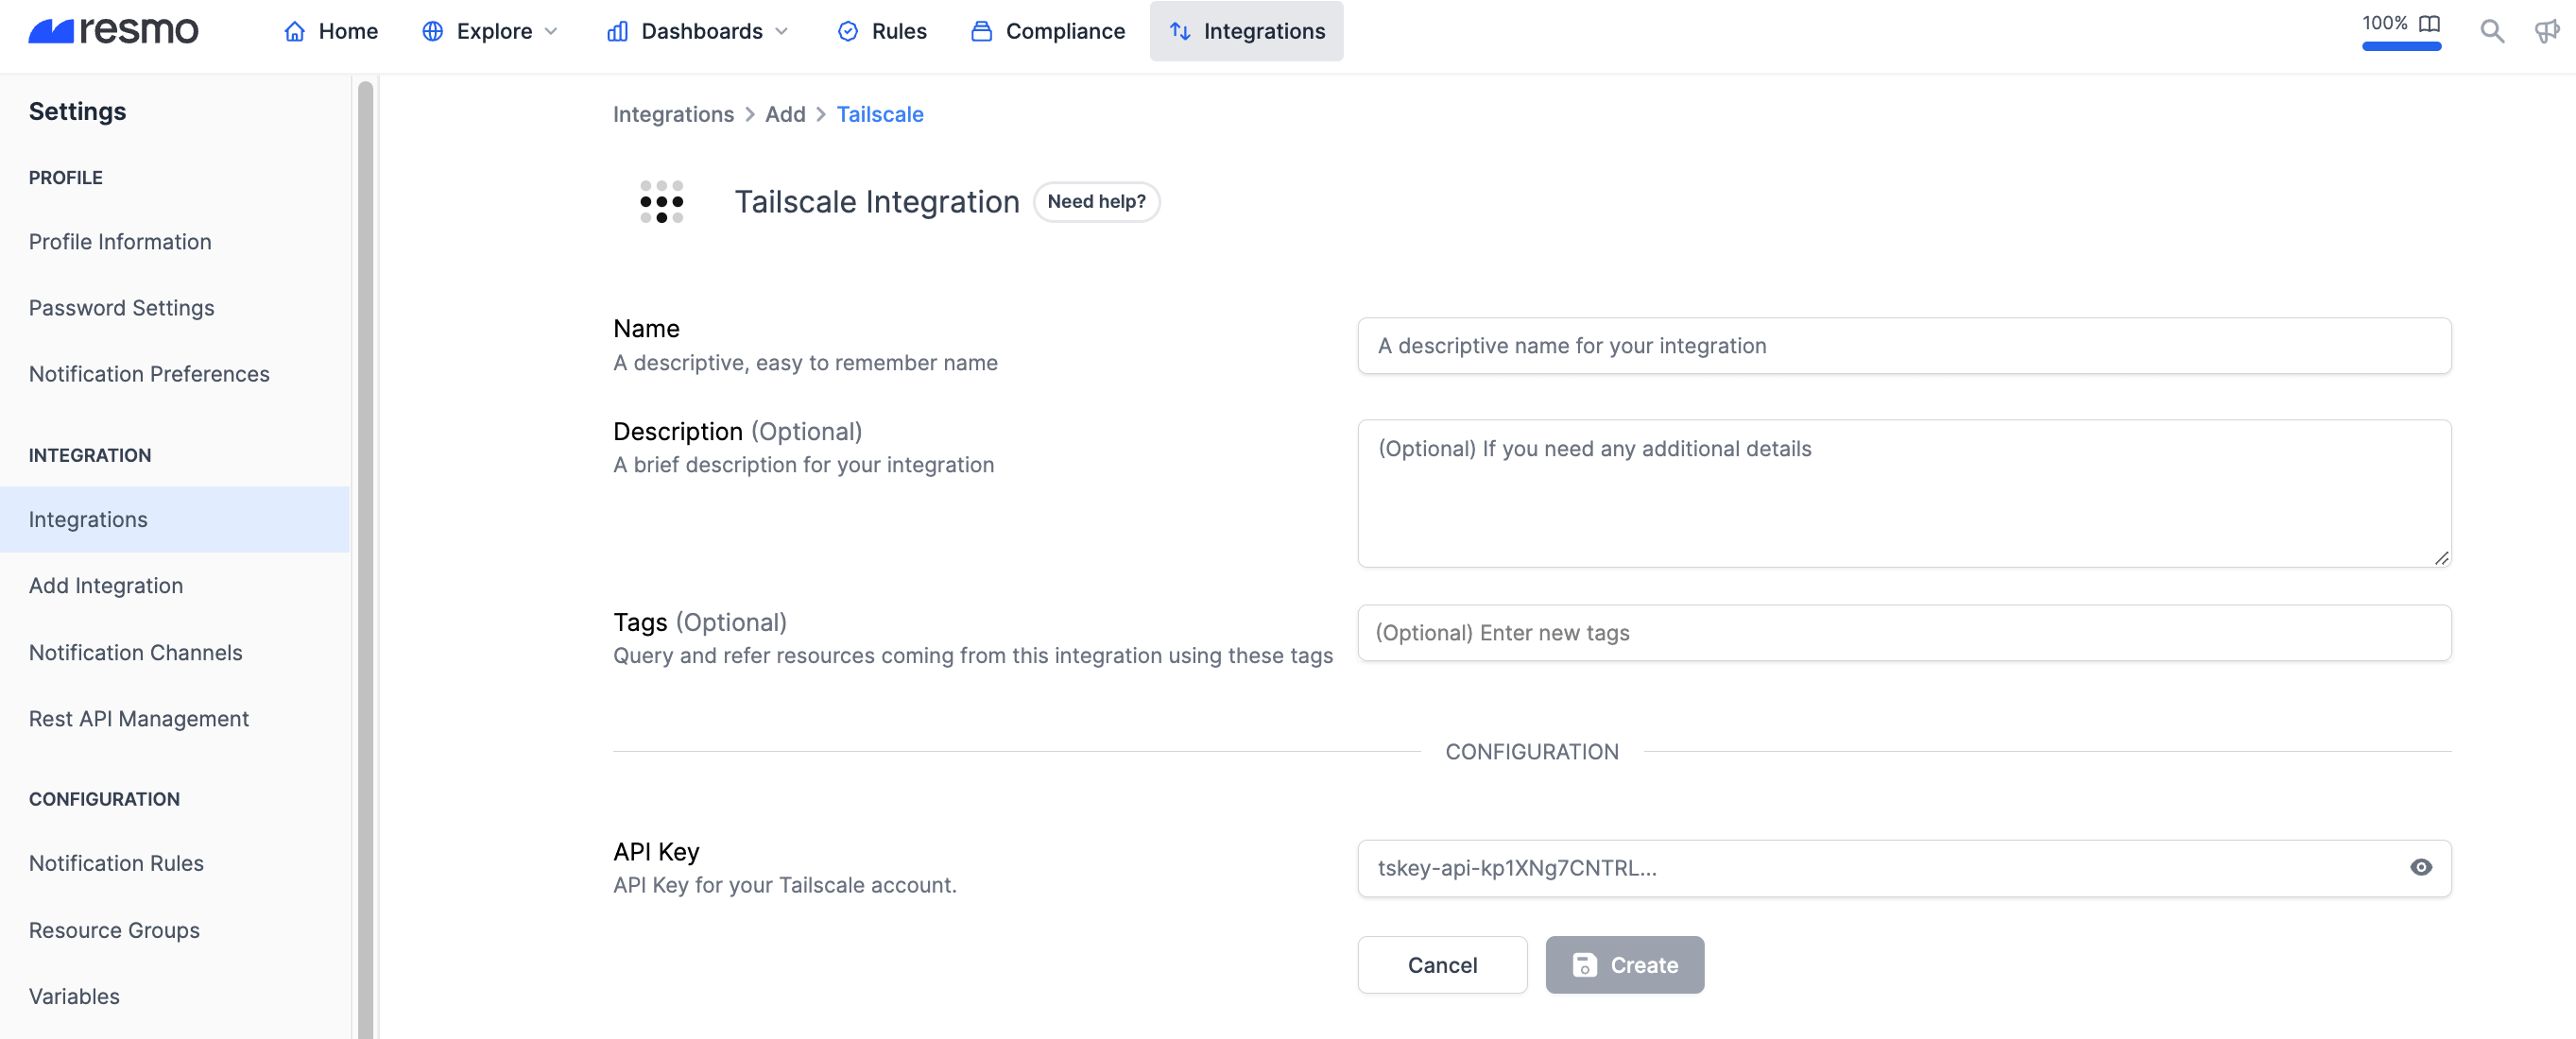 resmo
Home
Explore
Dashboards
Rules
Compliance
Integrations
100%
Settings
PROFILE
Profile Information
Password Settings
Notification Preferences
INTEGRATION
Integrations
Add Integration
Notification Channels
Rest API Management
CONFIGURATION
Notification Rules
Resource Groups
Variables
Integrations > Add > Tailscale
Tailscale Integration Need help?
Name
A descriptive, easy to remember name
A descriptive name for your integration
Description (Optional)
A brief description for your integration
(Optional) If you need any additional details
Tags (Optional)
Query and refer resources coming from this integration using these tags
(Optional) Enter new tags
CONFIGURATION
API Key
API Key for your Tailscale account.
tskey-api-kp1XNg7CNTRL...
Cancel
Create